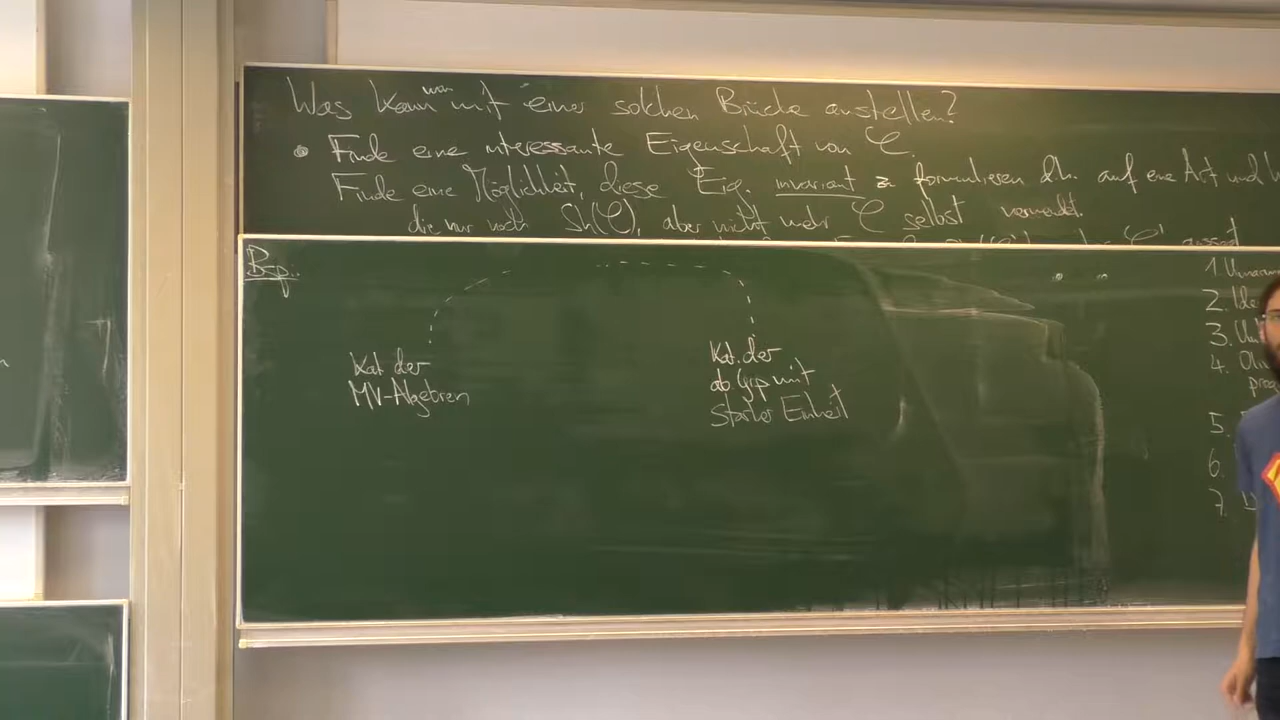 Was kann man mit einer solchen Brücke anstellen?
• Finde eine interessante Eigenschaft von C.
Finde eine Möglichkeit, diese Eig. invariant zu formulieren d.h. auf eine Art und
die nur noch Sh(C), aber nicht mehr C selbst verwendet.
Bsp.:
Kat der
MV-Algebren
Kat. der
ab Grp mit
starker Einheit
1.
2. Ide
3.
4.
5.
6.
7.